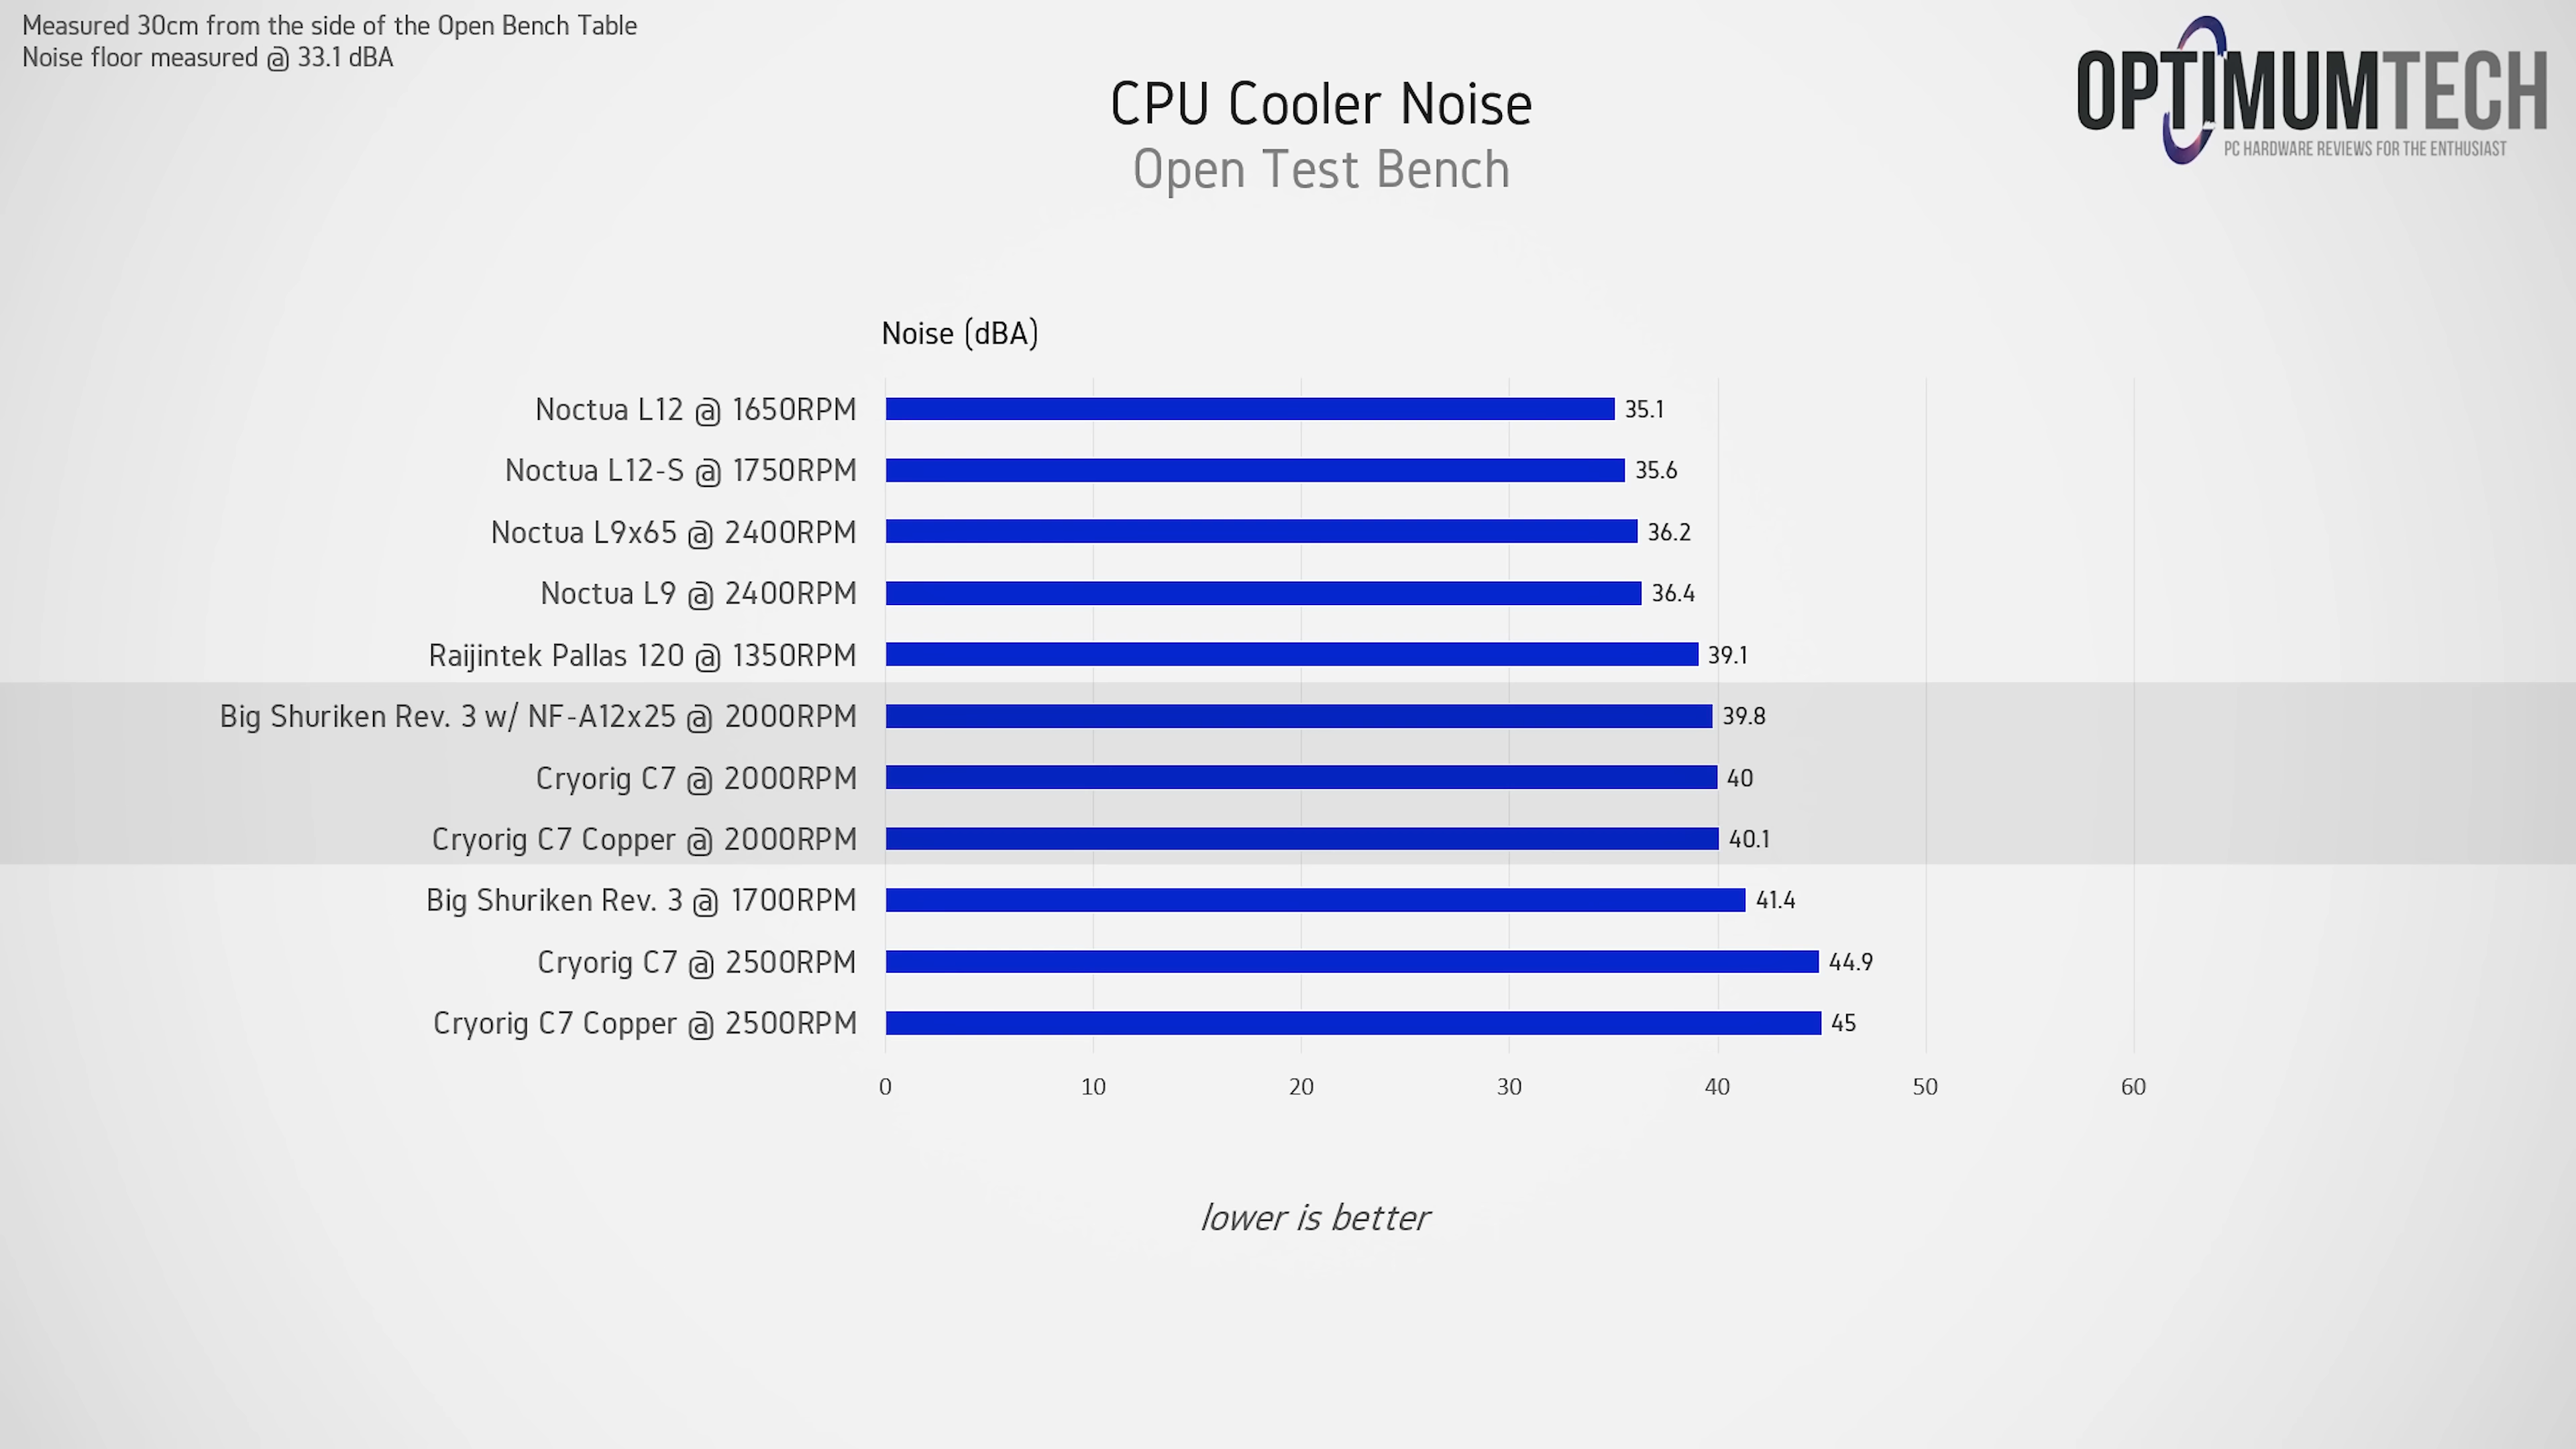 Measured 30cm from the side of the Open Bench Table
Noise floor measured @ 33.1 dBA
OPTIMUMTECH
PC HARDWARE REVIEWS FOR THE ENTHUSIAST
CPU Cooler Noise
Open Test Bench
Noise (dBA)
Noctua L12 @ 1650RPM 35.1
Noctua L12-S @ 1750RPM 35.6
Noctua L9x65 @ 2400RPM 36.2
Noctua L9 @ 2400RPM 36.4
Raijintek Pallas 120 @ 1350RPM 39.1
Big Shuriken Rev. 3 w/ NF-A12x25 @ 2000RPM 39.8
Cryorig C7 @ 2000RPM 40
Cryorig C7 Copper @ 2000RPM 40.1
Big Shuriken Rev. 3 @ 1700RPM 41.4
Cryorig C7 @ 2500RPM 44.9
Cryorig C7 Copper @ 2500RPM 45
0 10 20 30 40 50 60
lower is better